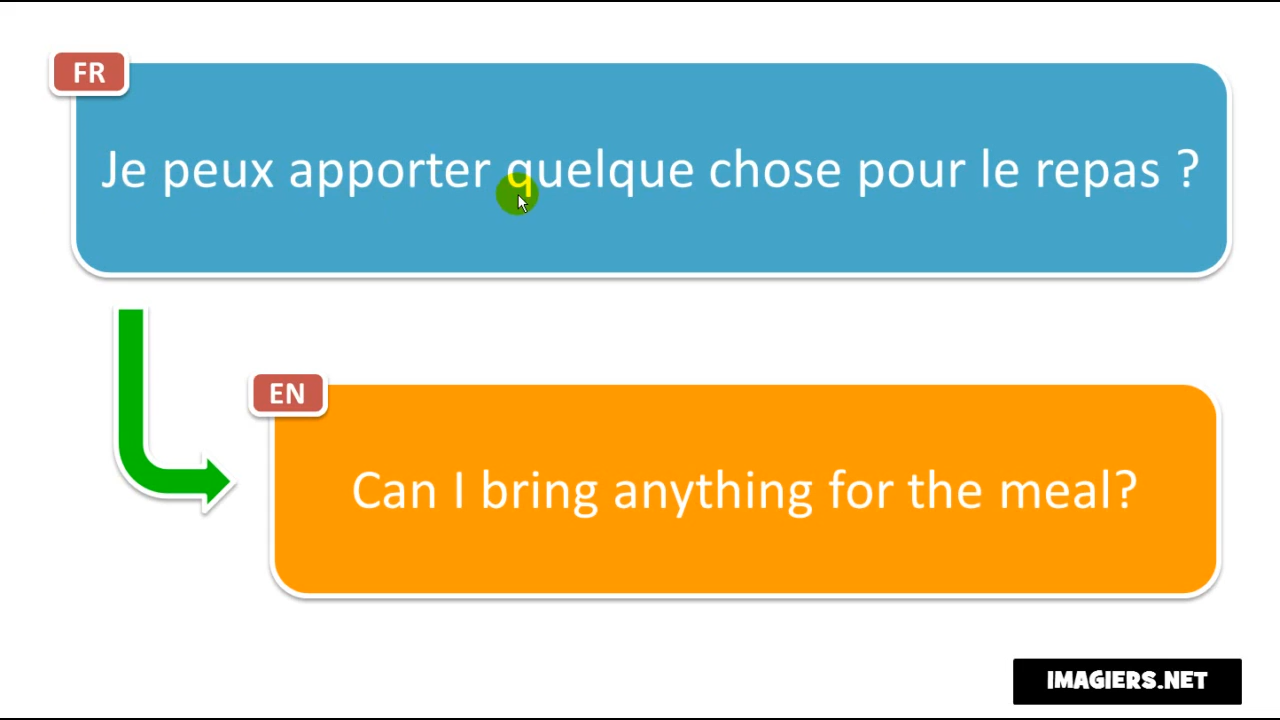 FR
Je peux apporter quelque chose pour le repas ?
EN
Can I bring anything for the meal?
IMAGIERS.NET